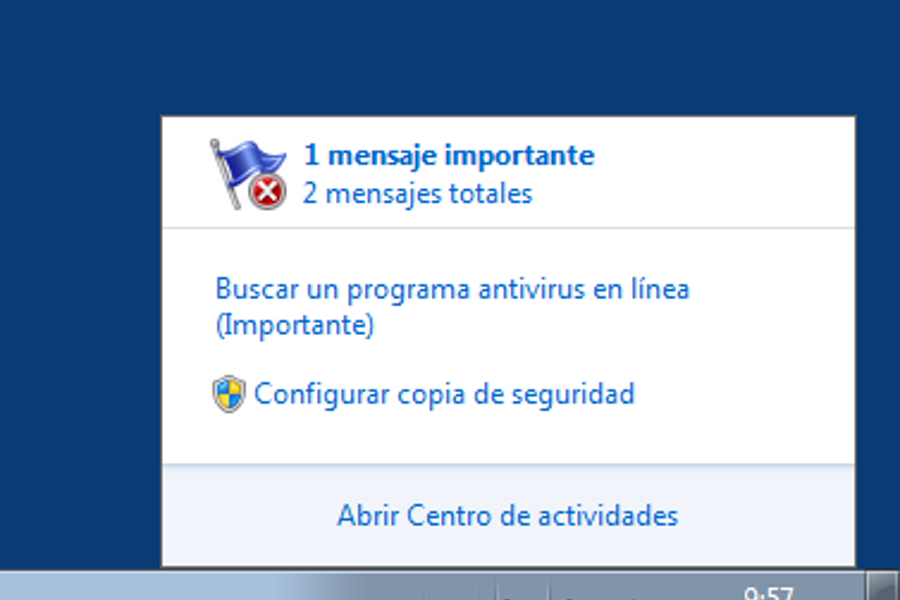 1 mensaje importante
2 mensajes totales
Buscar un programa antivirus en línea
(Importante)
Configurar copia de seguridad
Abrir Centro de actividades
9:57